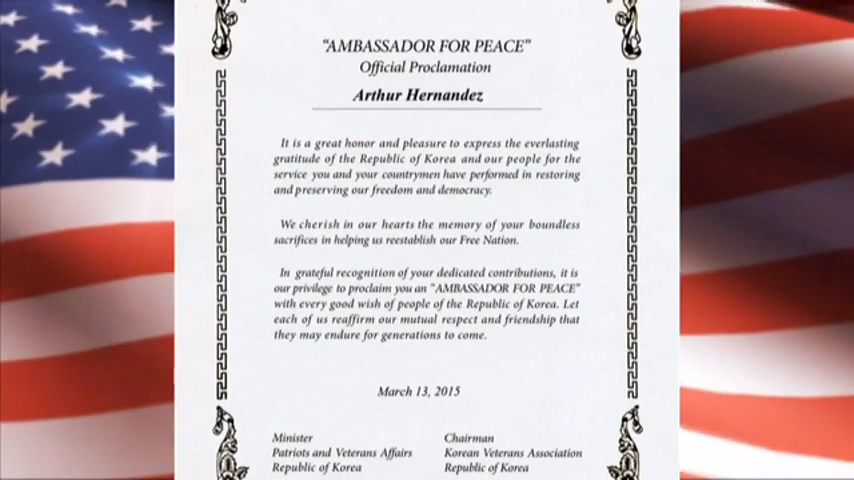 "AMBASSADOR FOR PEACE"
Official Proclamation
Arthur Hernandez
It is a great honor and pleasure to express the everlasting
gratitude of the Republic of Korea and our people for the
service you and your countrymen have performed in restoring
and preserving our freedom and democracy.
We cherish in our hearts the memory of your boundless
sacrifices in helping us reestablish our Free Nation.
In grateful recognition of your dedicated contributions, it is
our privilege to proclaim you an "AMBASSADOR FOR PEACE"
with every good wish of people of the Republic of Korea. Let
each of us reaffirm our mutual respect and friendship that
they may endure for generations to come.
March 13, 2015
Minister
Patriots and Veterans Affairs
Republic of Korea
Chairman
Korean Veterans Association
Republic of Korea